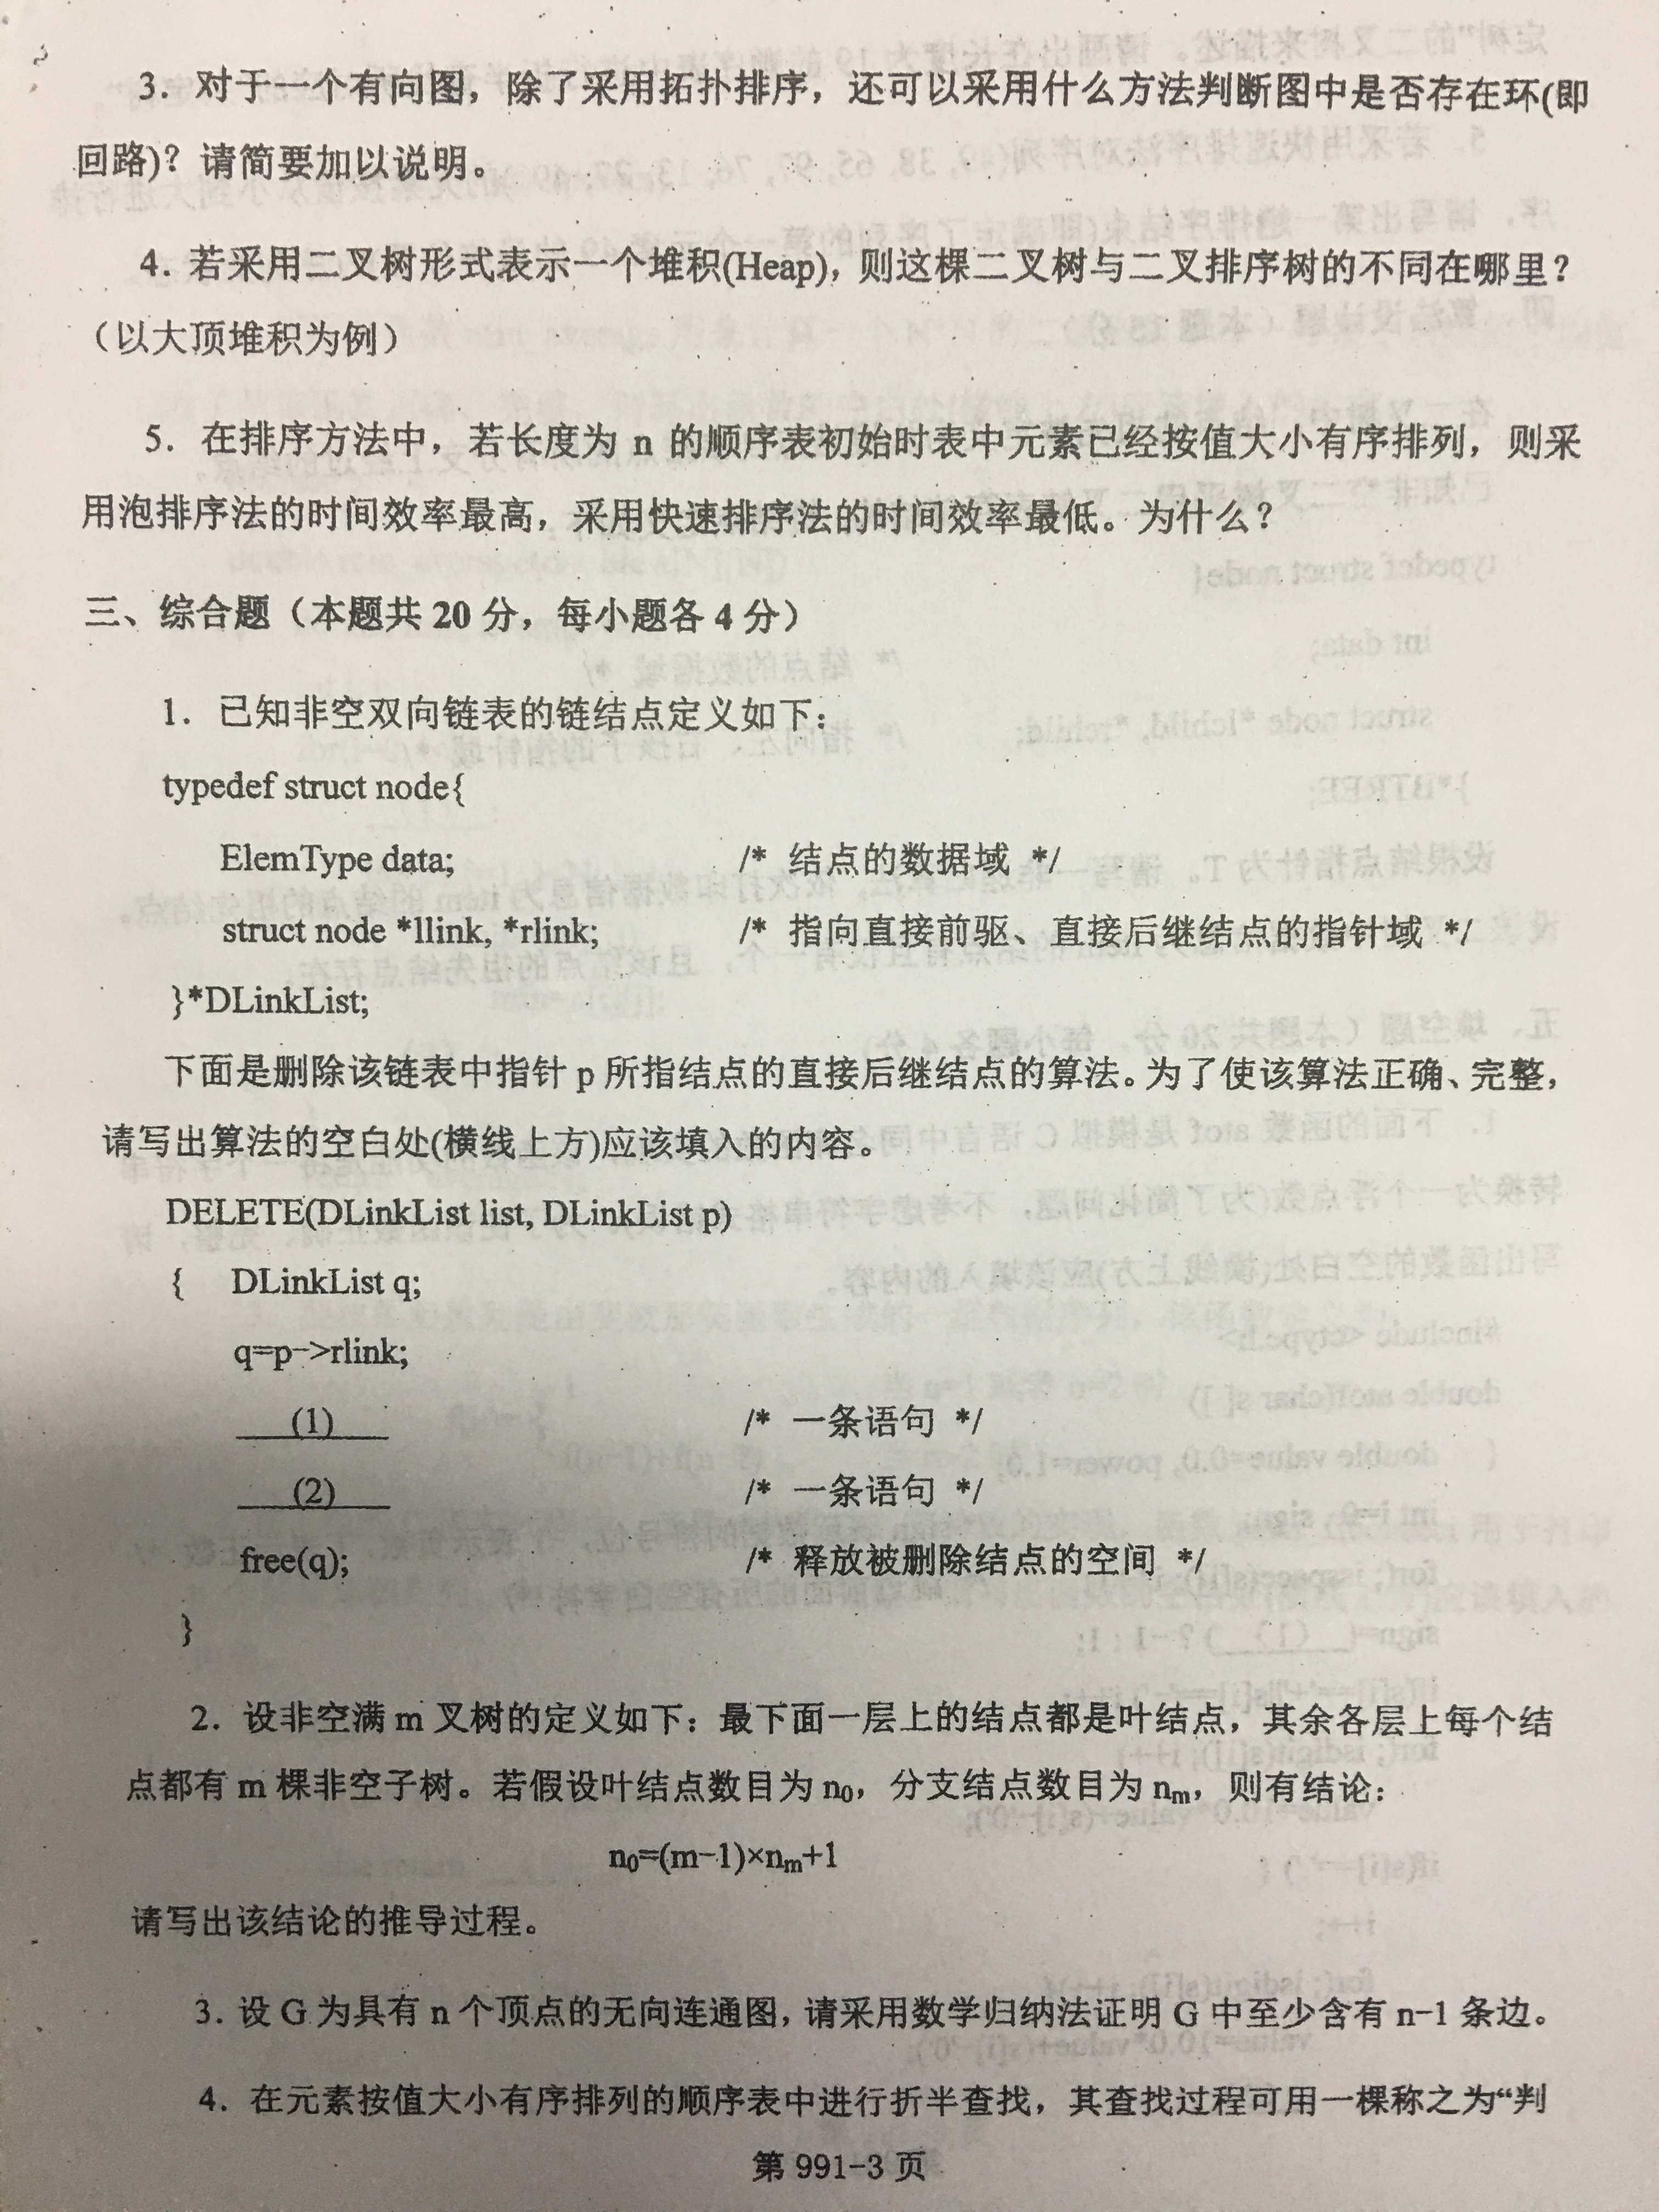 3. 对于一个有向图，除了采用拓扑排序，还可以采用什么方法判断图中是否存在环(即
回路)？请简要加以说明。
4. 若采用二叉树形式表示一个堆积(Heap)，则这棵二叉树与二叉排序树的不同在哪里？
（以大顶堆积为例）
5. 在排序方法中，若长度为 n 的顺序表初始时表中元素已经按值大小有序排列，则采
用泡排序法的时间效率最高，采用快速排序法的时间效率最低。为什么？
三、综合题（本题共 20 分，每小题各 4 分）
1. 已知非空双向链表的链结点定义如下：
typedef struct node{
ElemType data; /* 结点的数据域 */
struct node *llink, *rlink; /* 指向直接前驱、直接后继结点的指针域 */
}*DLinkList;
下面是删除该链表中指针 p 所指结点的直接后继结点的算法。为了使该算法正确、完整，
请写出算法的空白处(横线上方)应该填入的内容。
DELETE(DLinkList list, DLinkList p)
{ DLinkList q;
q=p->rlink;
(1) /* 一条语句 */
(2) /* 一条语句 */
free(q); /* 释放被删除结点的空间 */
}
2. 设非空满 m 叉树的定义如下：最下面一层上的结点都是叶结点，其余各层上每个结
点都有 m 棵非空子树。若假设叶结点数目为 n₀，分支结点数目为 nₘ，则有结论：
n₀=(m-1)×nₘ+1
请写出该结论的推导过程。
3. 设 G 为具有 n 个顶点的无向连通图，请采用数学归纳法证明 G 中至少含有 n-1 条边。
4. 在元素按值大小有序排列的顺序表中进行折半查找，其查找过程可用一棵称之为“判
第 991-3 页